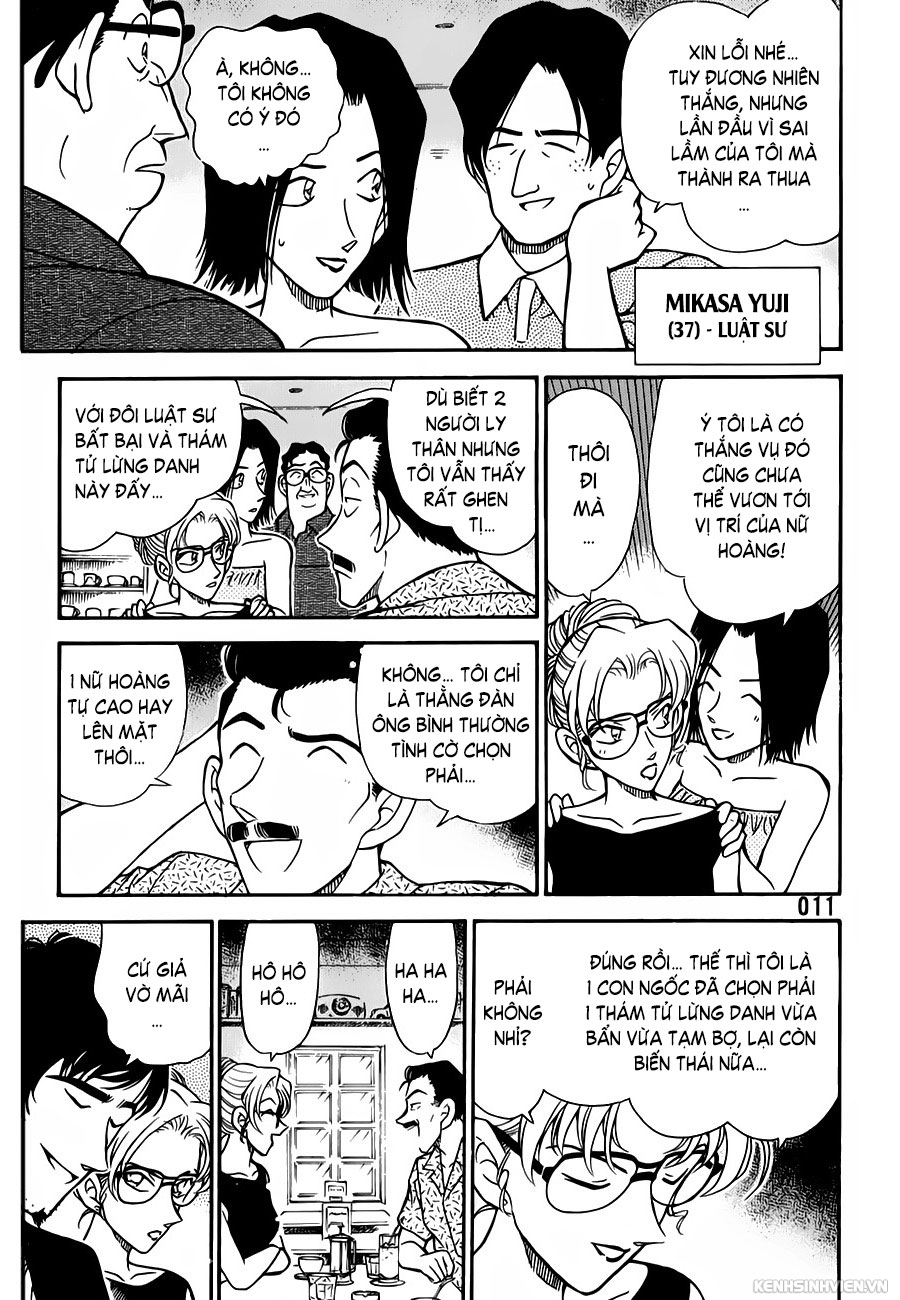 XIN LỖI NHÉ...
TUY ĐƯƠNG NHIÊN
THẮNG, NHƯNG
LẦN ĐẦU VÌ SAI
LẦM CỦA TÔI MÀ
THÀNH RA THUA
...
À, KHÔNG...
TÔI KHÔNG
CÓ Ý ĐÓ
...
MIKASA YUJI
(37) - LUẬT SƯ
Ý TÔI LÀ CÓ
THẮNG VỤ ĐÓ
CŨNG CHƯA
THỂ VƯƠN TỚI
VỊ TRÍ CỦA NỮ
HOÀNG!
THÔI
ĐI
MÀ
...
DÙ BIẾT 2
NGƯỜI LY
THÂN NHƯNG
TÔI VẪN THẤY
RẤT GHEN
TỊ...
VỚI ĐÔI LUẬT SƯ
BẤT BẠI VÀ THÁM
TỬ LỪNG DANH
NÀY ĐẤY...
KHÔNG... TÔI CHỈ
LÀ THẰNG ĐÀN
ÔNG BÌNH THƯỜNG
TÌNH CỜ CHỌN
PHẢI...
1 NỮ HOÀNG
TỰ CAO HAY
LÊN MẶT
THÔI...
011
ĐÚNG RỒI... THẾ THÌ TÔI LÀ
1 CON NGỐC ĐÃ CHỌN PHẢI
1 THÁM TỬ LỪNG DANH VỪA
BẨN VỪA TẠM BỢ, LẠI CÒN
BIẾN THÁI NỮA...
PHẢI
KHÔNG
NHỈ?
HA HA
HA...
HÔ HÔ
HÔ...
CỨ GIẢ
VỜ MÃI
...
KENHSINHVIEN.VN